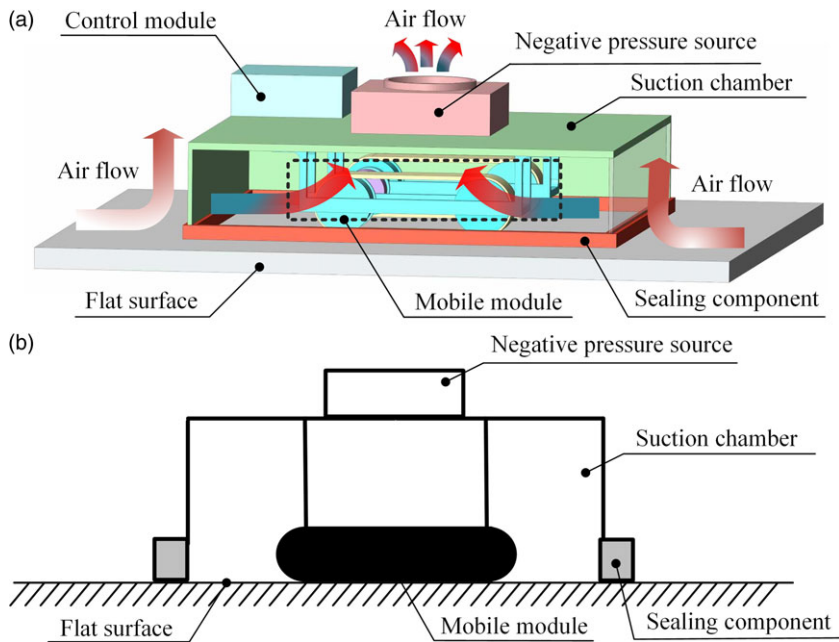 (a)
Control module
Air flow
Negative pressure source
Suction chamber
Air flow
Air flow
Flat surface
Mobile module
Sealing component
(b)
Negative pressure source
Suction chamber
Flat surface
Mobile module
Sealing component